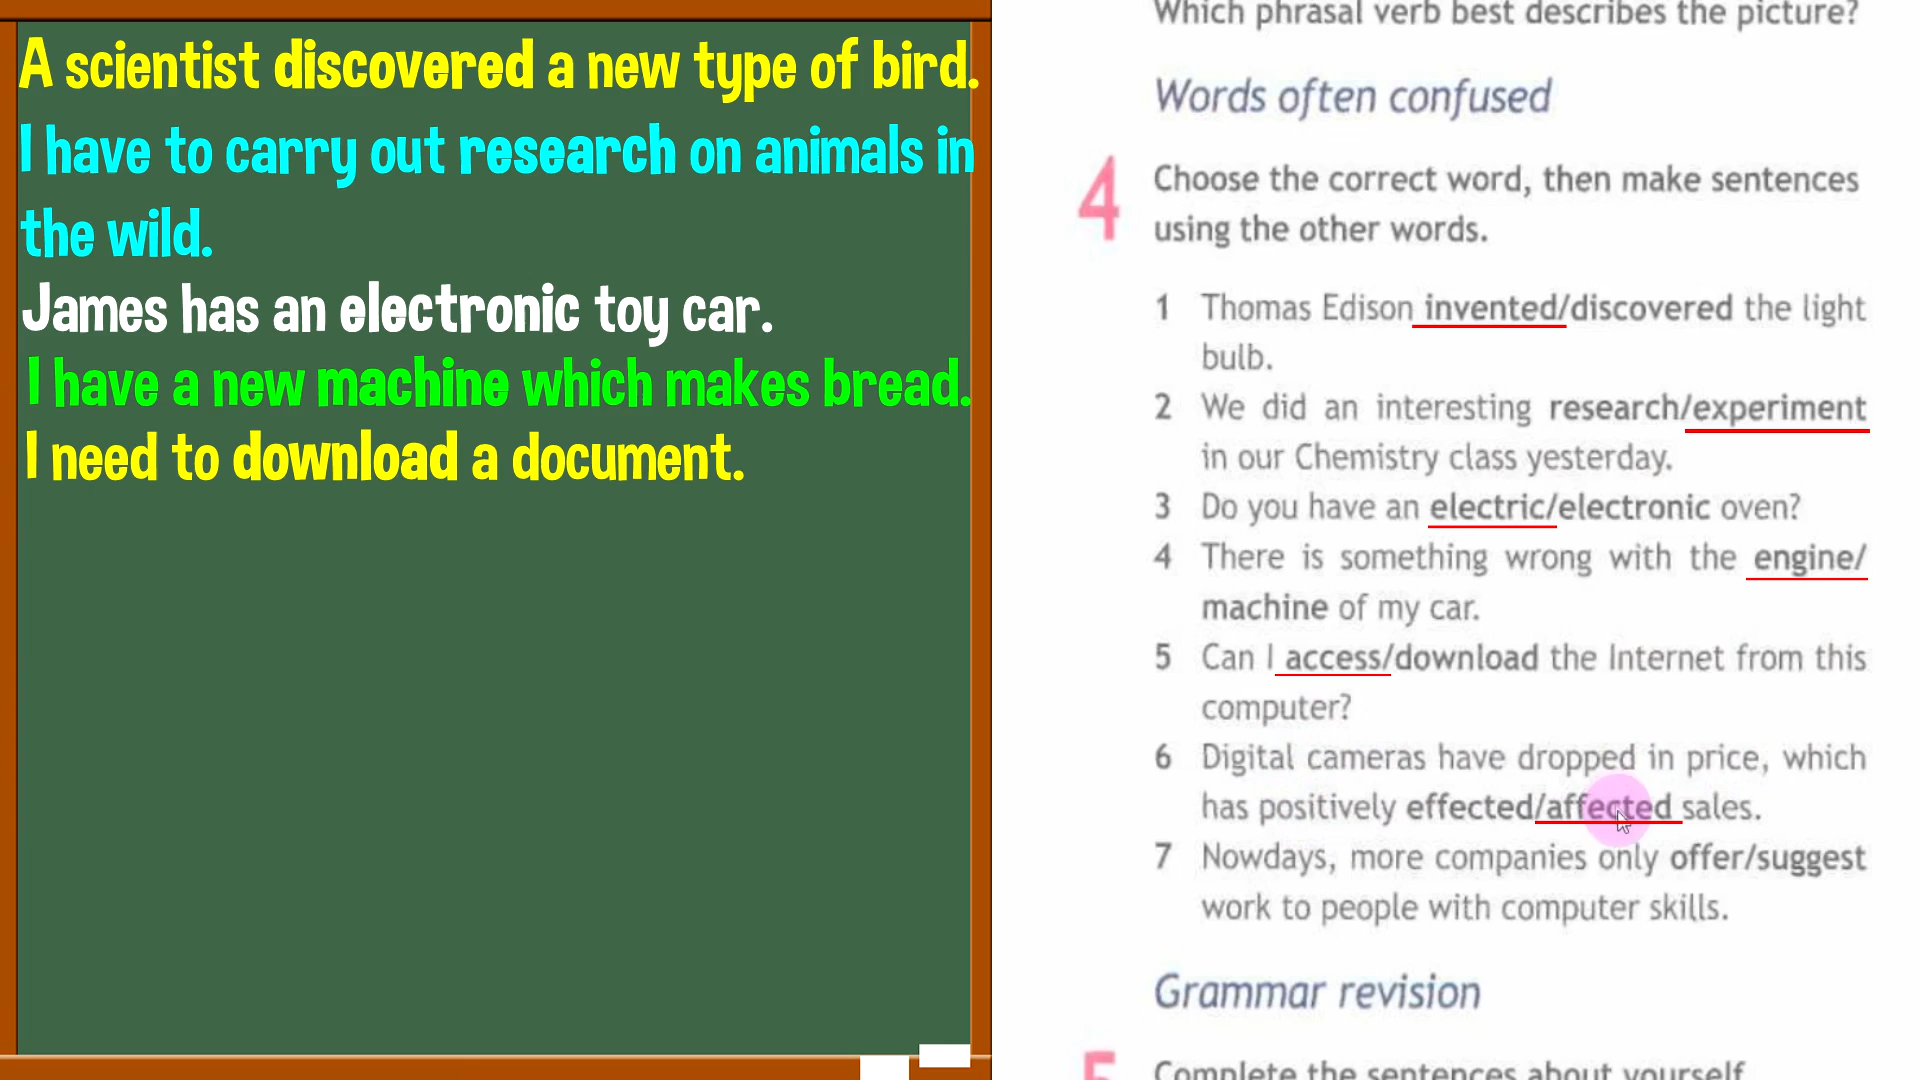 A scientist discovered a new type of bird.
I have to carry out research on animals in
the wild.
James has an electronic toy car.
I have a new machine which makes bread.
I need to download a document.
Which phrasal verb best describes the picture?
Words often confused
4 Choose the correct word, then make sentences
using the other words.
1 Thomas Edison invented/discovered the light
bulb.
2 We did an interesting research/experiment
in our Chemistry class yesterday.
3 Do you have an electric/electronic oven?
4 There is something wrong with the engine/
machine of my car.
5 Can I access/download the Internet from this
computer?
6 Digital cameras have dropped in price, which
has positively effected/affected sales.
7 Nowdays, more companies only offer/suggest
work to people with computer skills.
Grammar revision
5 Complete the sentences about yourself